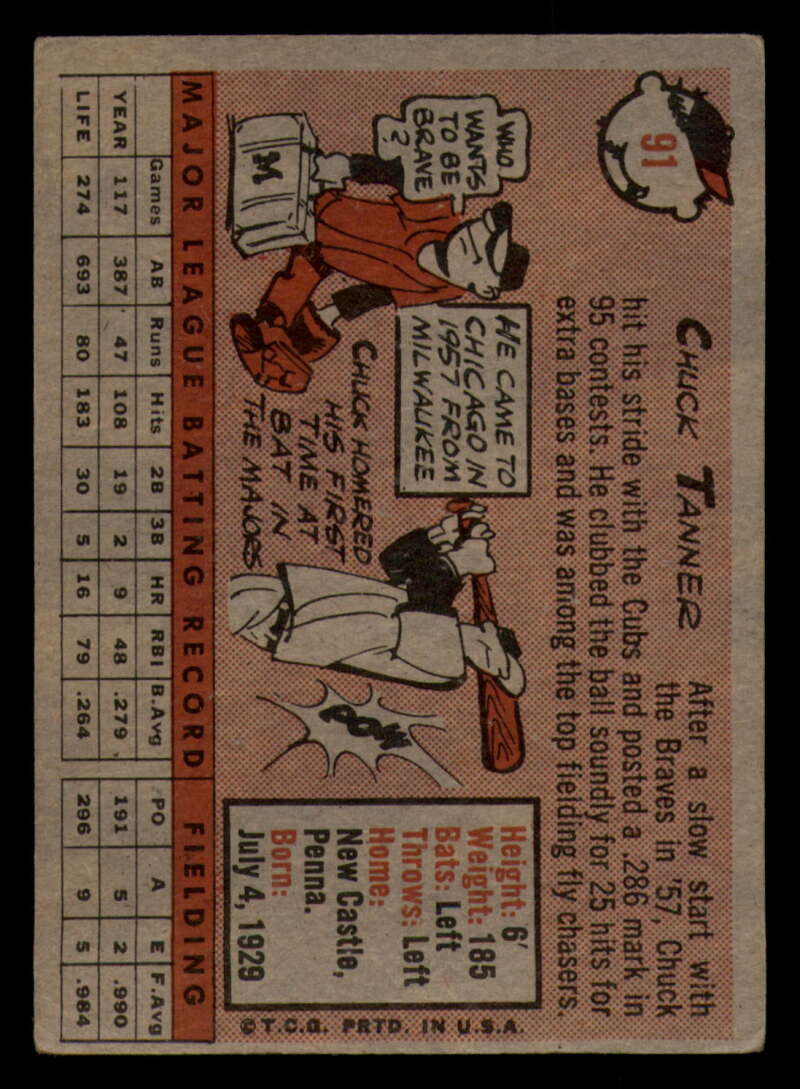 91
CHUCK TANNER
After a slow start with
the Braves in '57, Chuck
hit his stride with the Cubs and posted a .286 mark in
95 contests. He clubbed the ball soundly for 25 hits for
extra bases and was among the top fielding fly chasers.
WHO
WANTS
TO BE
BRAVE
?
M
HE CAME TO
CHICAGO IN
1957 FROM
MILWAUKEE
CHUCK HOMERED
HIS FIRST
TIME AT
BAT IN
THE MAJORS
POW
Height: 6'
Weight: 185
Bats: Left
Throws: Left
Home:
New Castle,
Penna.
Born:
July 4, 1929
©T.C.G. PRTD. IN U.S.A.
MAJOR LEAGUE BATTING RECORD FIELDING
Games AB Runs Hits 2B 3B HR RBI B.Avg PO A E F.Avg
YEAR 117 387 47 108 19 2 9 48 .279 191 5 2 .990
LIFE 274 693 80 183 30 5 16 79 .264 296 9 5 .984